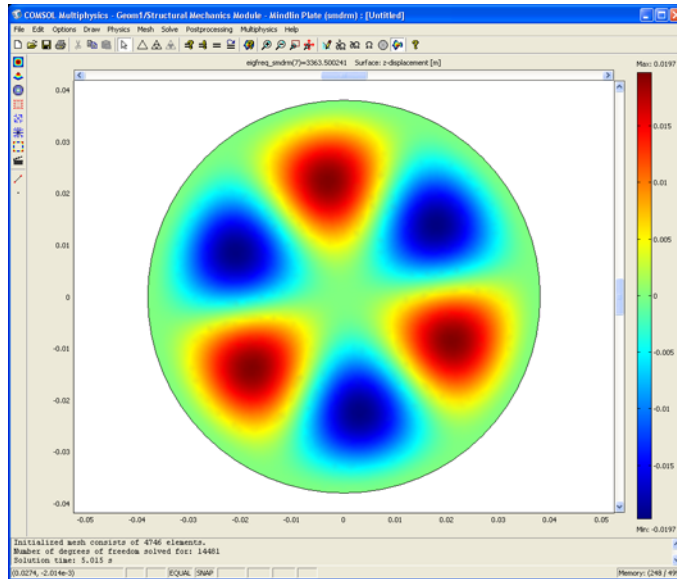 COMSOL Multiphysics - Geom1/Structural Mechanics Module - Mindlin Plate (smdrm) : [Untitled]
File Edit Options Draw Physics Mesh Solve Postprocessing Multiphysics Help
eigfreq_smdrm(7)=3363.500241 Surface: z-displacement [m]
Max: 0.0197
0.04
0.03
0.02
0.01
0
-0.01
-0.02
-0.03
-0.04
-0.05 -0.04 -0.03 -0.02 -0.01 0 0.01 0.02 0.03 0.04 0.05
0.015
0.01
0.005
0
-0.005
-0.01
-0.015
Min: -0.0197
Initialized mesh consists of 4746 elements.
Number of degrees of freedom solved for: 14481
Solution time: 5.015 s
(0.0274, -2.014e-3) EQUAL SNAP Memory: (248 /